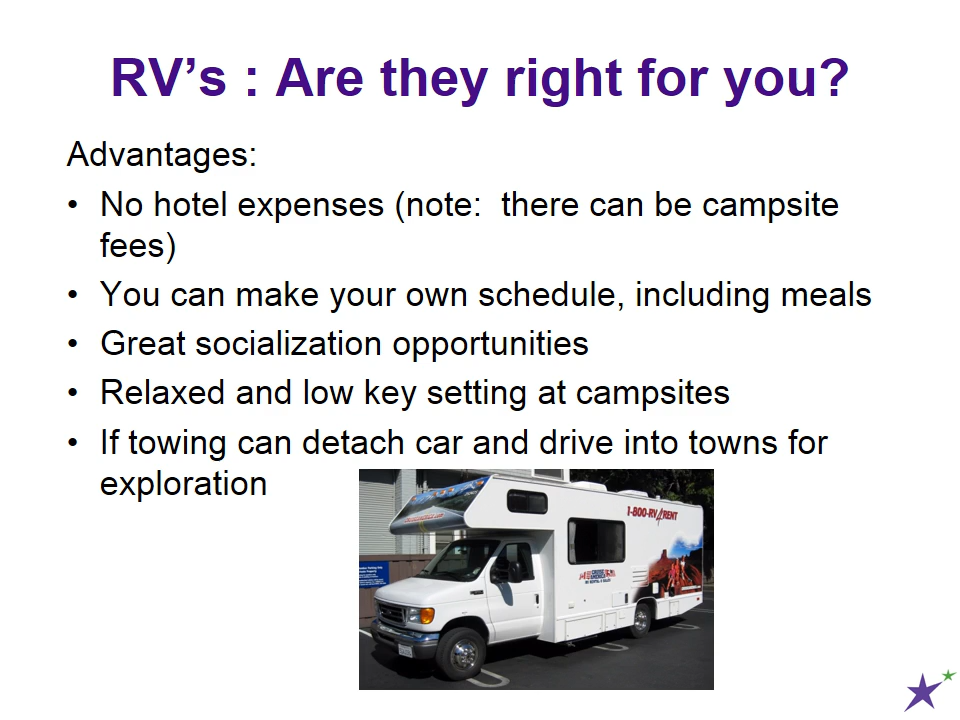 RV’s : Are they right for you?
Advantages:
• No hotel expenses (note:  there can be campsite
fees)
• You can make your own schedule, including meals
• Great socialization opportunities
• Relaxed and low key setting at campsites
• If towing can detach car and drive into towns for
exploration
1-800-RV4RENT
CRUISE
AMERICA